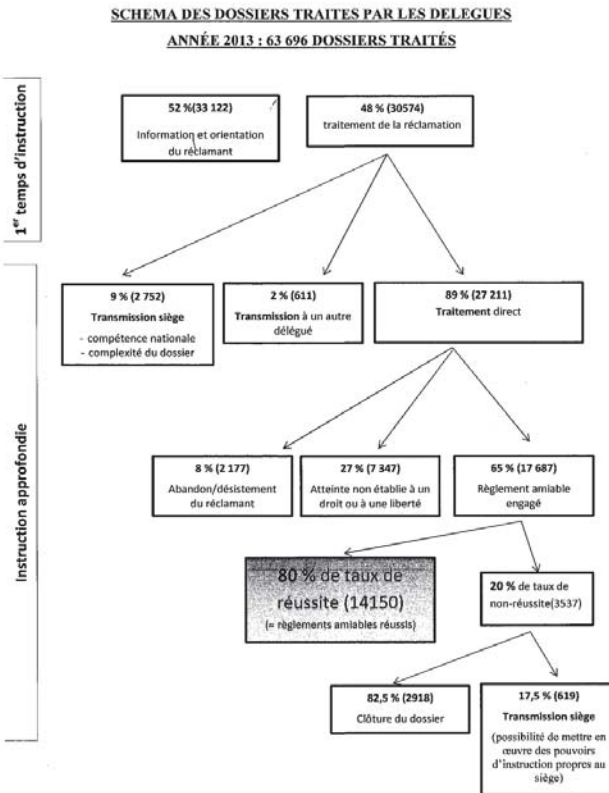 SCHEMA DES DOSSIERS TRAITES PAR LES DELEGUES
ANNÉE 2013 : 63 696 DOSSIERS TRAITÉS
1er temps d'instruction
52 %(33 122)
Information et orientation
du réclamant
48 % (30574)
traitement de la réclamation
Instruction approfondie
9 % (2 752)
Transmission siège
- compétence nationale
- complexité du dossier
2 % (611)
Transmission à un autre
délégué
89 % (27 211)
Traitement direct
8 % (2 177)
Abandon/désistement
du réclamant
27 % (7 347)
Atteinte non établie à un
droit ou à une liberté
65 % (17 687)
Règlement amiable
engagé
80 % de taux de
réussite (14150)
(= règlements amiables réussis)
20 % de taux de
non-réussite(3537)
82,5 % (2918)
Clôture du dossier
17,5 % (619)
Transmission siège
(possibilité de mettre en
œuvre des pouvoirs
d'instruction propres au
siège)